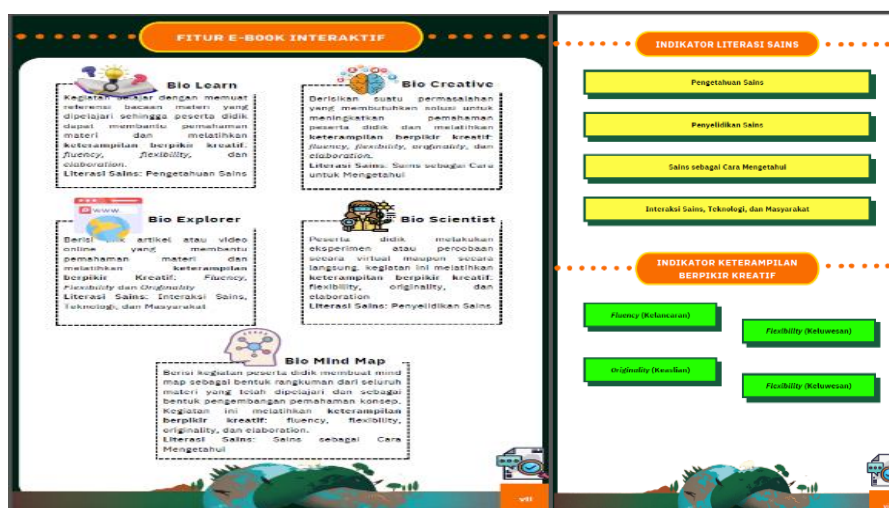 FITUR E-BOOK INTERAKTIF
Bio Learn
Kegiatan belajar dengan memuat
referensi bacaan materi yang
dipelajari sehingga peserta didik
dapat membantu pemahaman
materi dan melatihkan
keterampilan berpikir kreatif:
fluency, flexibility, dan
elaboration.
Literasi Sains: Pengetahuan Sains
Bio Creative
Berisikan suatu permasalahan
yang membutuhkan solusi untuk
meningkatkan pemahaman
peserta didik dan melatihkan
keterampilan berpikir kreatif:
fluency, flexibility, originality, dan
elaboration.
Literasi Sains: Sains sebagai Cara
untuk Mengetahui
www.
Bio Explorer
Berisi link artikel atau video
online yang membantu
pemahaman materi dan
melatihkan keterampilan
berpikir Kreatif: Fluency,
Flexibility dan Originality
Literasi Sains: Interaksi Sains,
Teknologi, dan Masyarakat
Bio Scientist
Peserta didik melakukan
eksperimen atau percobaan
secara virtual maupun secara
langsung. kegiatan ini melatihkan
keterampilan berpikir kreatif:
flexibility, originality, dan
elaboration
Literasi Sains: Penyelidikan Sains
Bio Mind Map
Berisi kegiatan peserta didik membuat mind
map sebagai bentuk rangkuman dari seluruh
materi yang telah dipelajari dan sebagai
bentuk pengembangan pemahaman konsep.
Kegiatan ini melatihkan keterampilan
berpikir kreatif: fluency, flexibility,
originality, dan elaboration.
Literasi Sains: Sains sebagai Cara
Mengetahui
vii
INDIKATOR LITERASI SAINS
Pengetahuan Sains
Penyelidikan Sains
Sains sebagai Cara Mengetahui
Interaksi Sains, Teknologi, dan Masyarakat
INDIKATOR KETERAMPILAN
BERPIKIR KREATIF
Fluency (Kelancaran)
Flexibility (Keluwesan)
Originality (Keaslian)
Flexibility (Keluwesan)